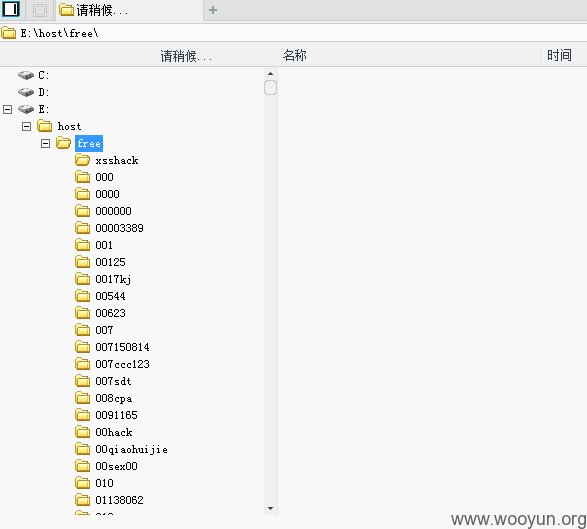 请稍候...
E:\host\free\
请稍候... 名称 时间
C:
D:
E:
host
free
xsshack
000
0000
000000
00003389
001
00125
0017kj
00544
00623
007
007150814
007ccc123
007sdt
008cpa
0091165
00hack
00qiaohuijie
00sex00
010
01138062
www.wooyun.org